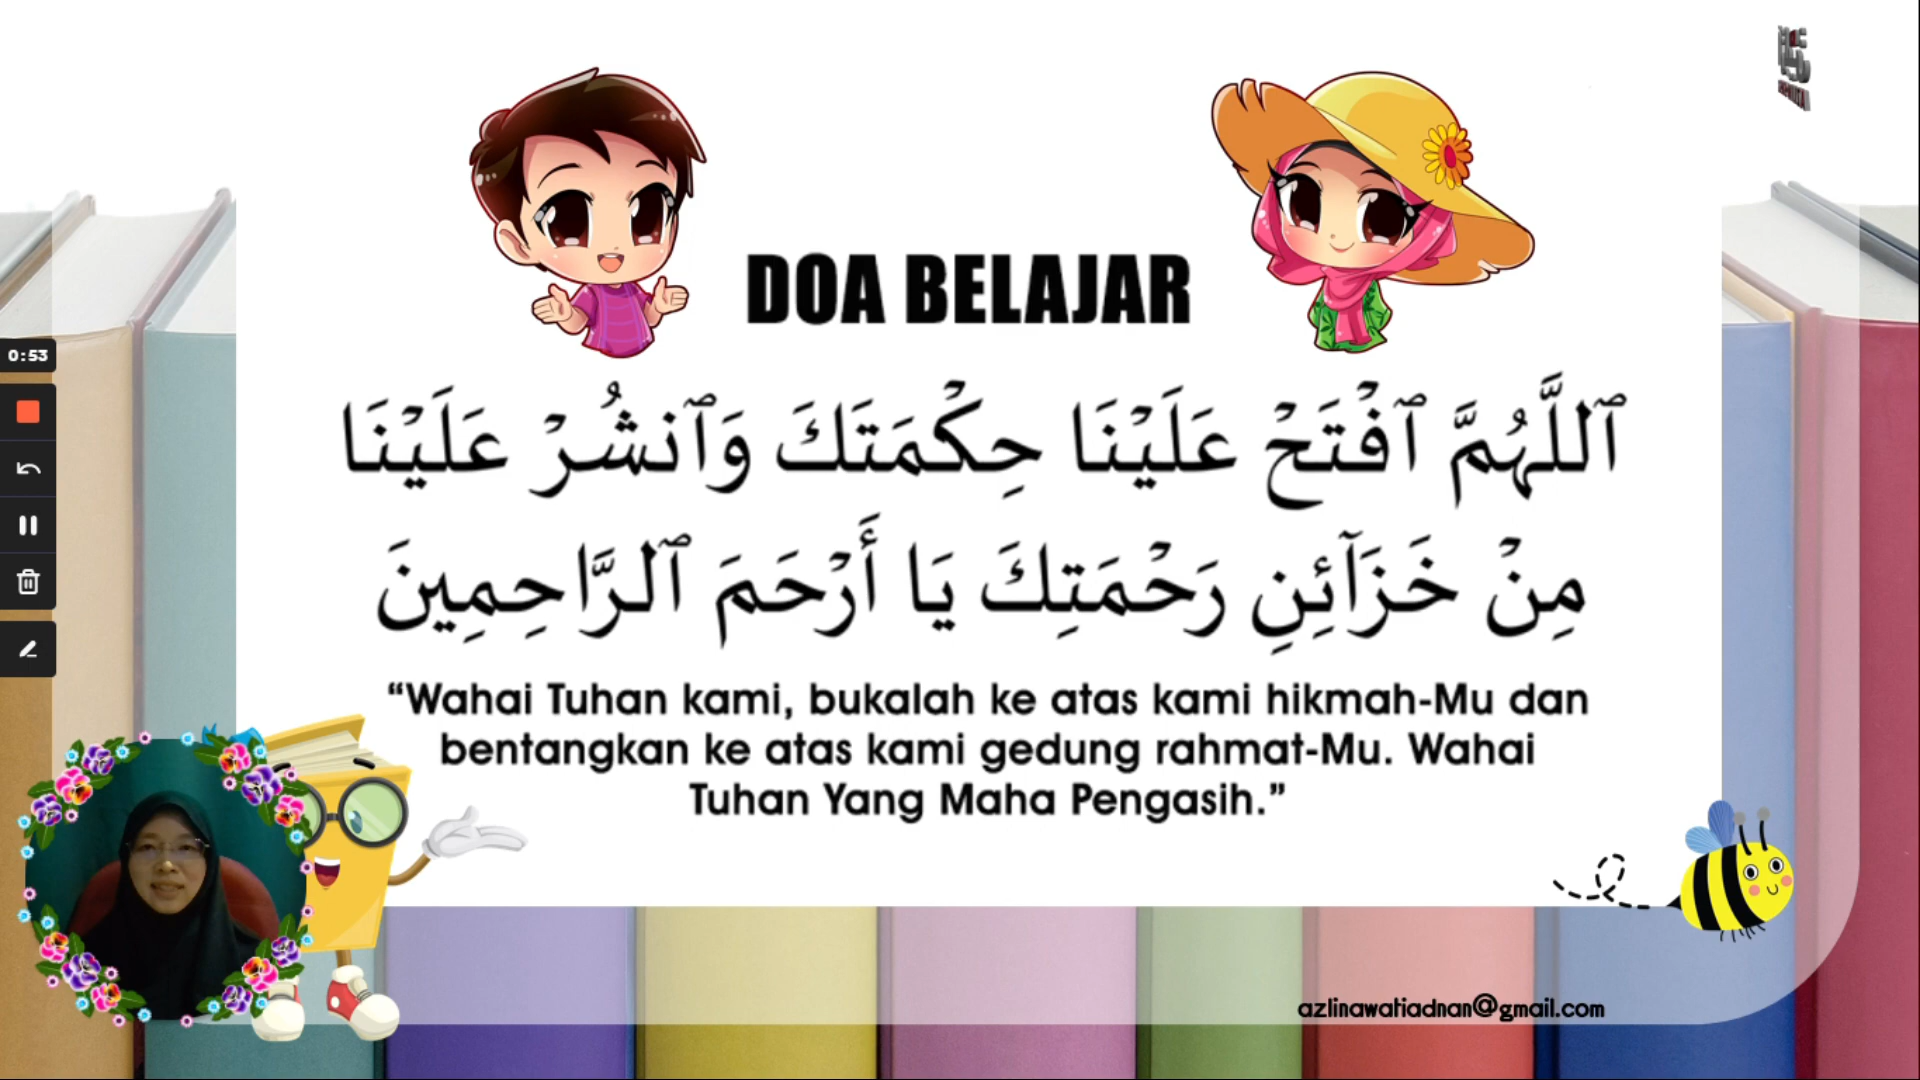 DOA BELAJAR
ٱللَّهُمَّ ٱفْتَحْ عَلَيْنَا حِكْمَتَكَ وَٱنشُرْ عَلَيْنَا
مِنْ خَزَآئِنِ رَحْمَتِكَ يَا أَرْحَمَ ٱلرَّاحِمِينَ
“Wahai Tuhan kami, bukalah ke atas kami hikmah-Mu dan
bentangkan ke atas kami gedung rahmat-Mu. Wahai
Tuhan Yang Maha Pengasih.”
0:53
azlinawatiadnan@gmail.com